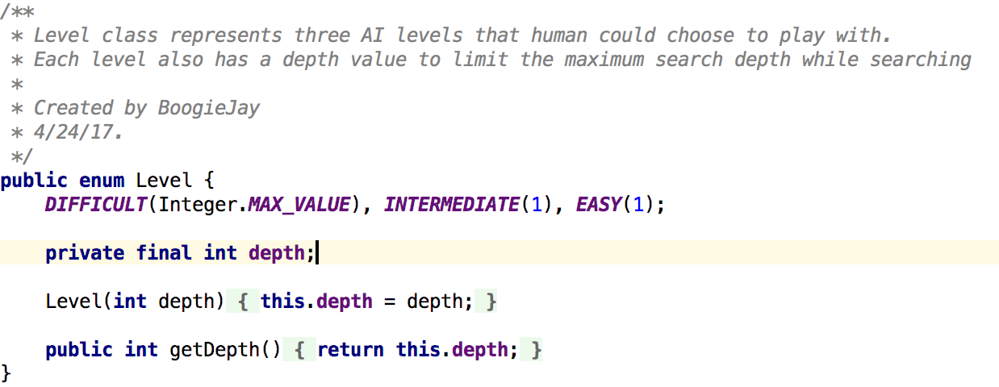 /**
 * Level class represents three AI levels that human could choose to play with.
 * Each level also has a depth value to limit the maximum search depth while searching
 *
 * Created by BoogieJay
 * 4/24/17.
 */
public enum Level {
    DIFFICULT(Integer.MAX_VALUE), INTERMEDIATE(1), EASY(1);
    private final int depth;
    Level(int depth) { this.depth = depth; }
    public int getDepth() { return this.depth; }
}